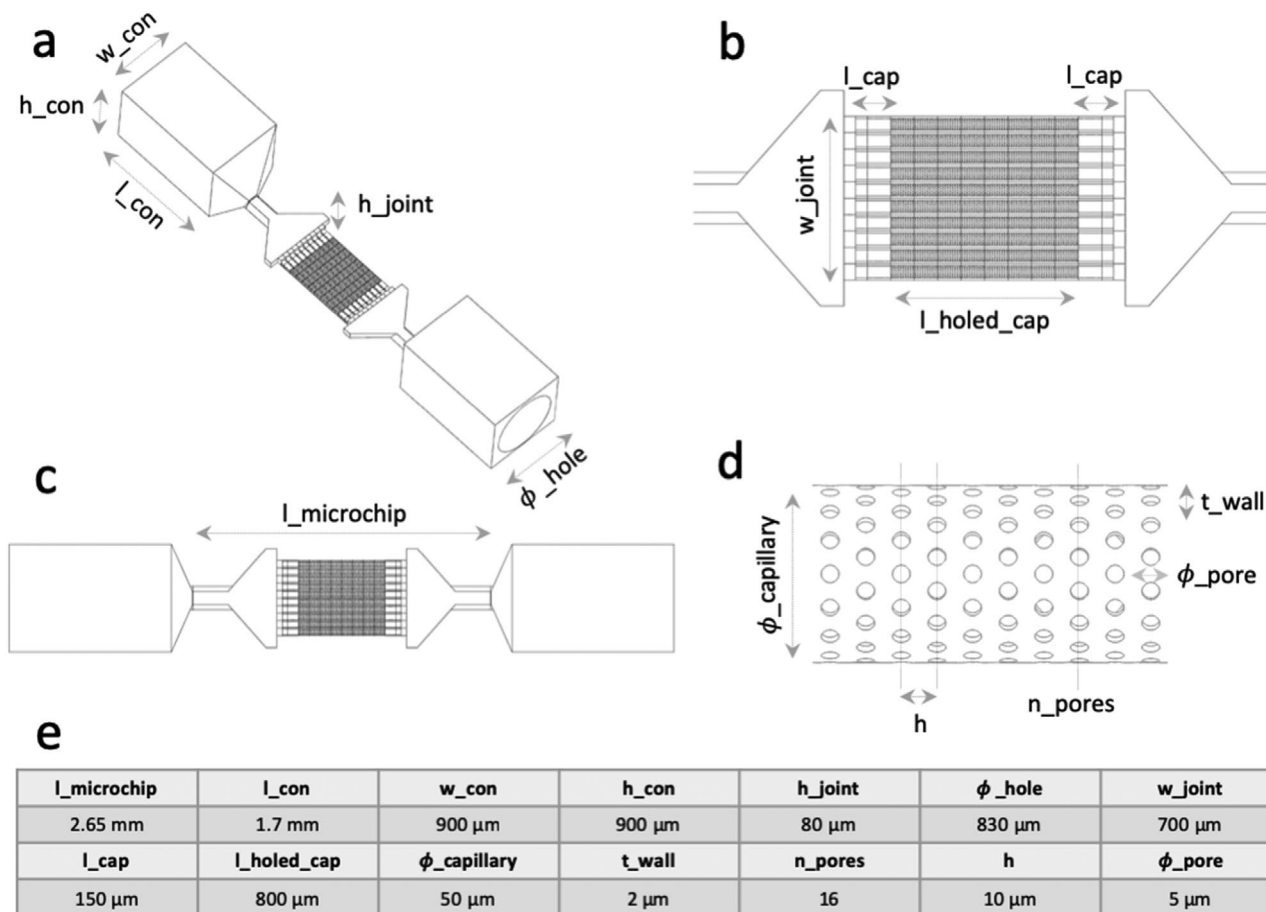 a
w_con
h_con
l_con
h_joint
ϕ_hole
b
l_cap
l_cap
w_joint
l_holed_cap
c
l_microchip
d
ϕ_capillary
t_wall
ϕ_pore
h
n_pores
e
l_microchip l_con w_con h_con h_joint ϕ_hole w_joint
2.65 mm 1.7 mm 900 µm 900 µm 80 µm 830 µm 700 µm
l_cap l_holed_cap ϕ_capillary t_wall n_pores h ϕ_pore
150 µm 800 µm 50 µm 2 µm 16 10 µm 5 µm